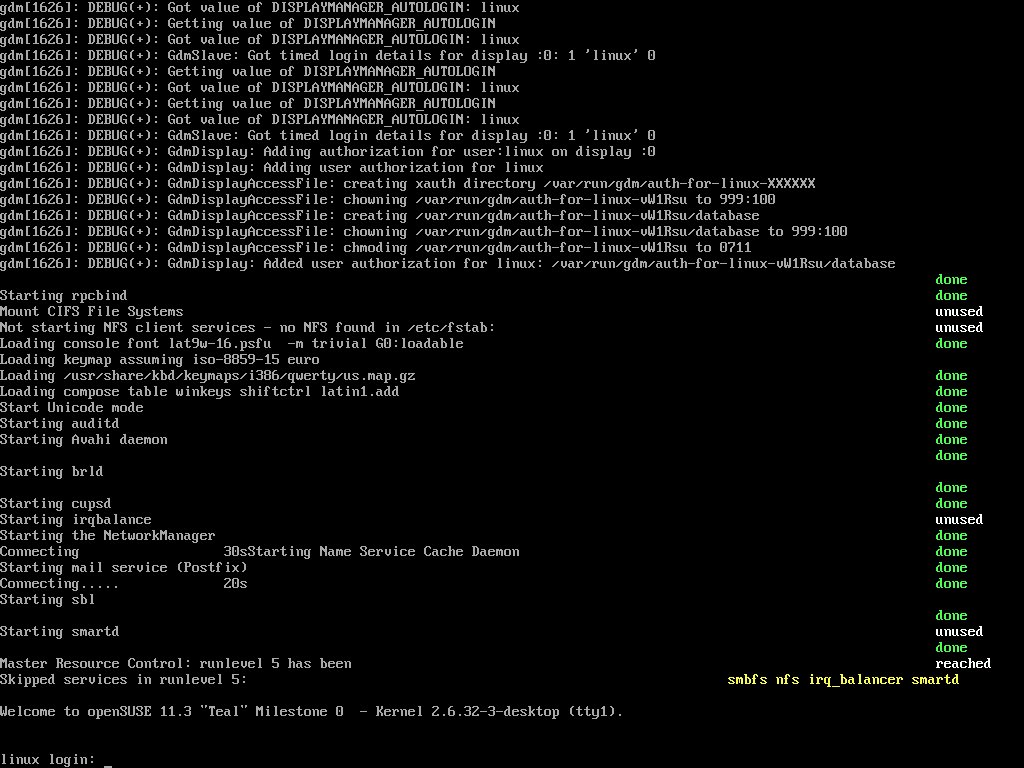 gdm[1626]: DEBUG(+): Got value of DISPLAYMANAGER_AUTOLOGIN: linux
gdm[1626]: DEBUG(+): Getting value of DISPLAYMANAGER_AUTOLOGIN
gdm[1626]: DEBUG(+): Got value of DISPLAYMANAGER_AUTOLOGIN: linux
gdm[1626]: DEBUG(+): GdmSlave: Got timed login details for display :0: 1 'linux' 0
gdm[1626]: DEBUG(+): Getting value of DISPLAYMANAGER_AUTOLOGIN
gdm[1626]: DEBUG(+): Got value of DISPLAYMANAGER_AUTOLOGIN: linux
gdm[1626]: DEBUG(+): Getting value of DISPLAYMANAGER_AUTOLOGIN
gdm[1626]: DEBUG(+): Got value of DISPLAYMANAGER_AUTOLOGIN: linux
gdm[1626]: DEBUG(+): GdmSlave: Got timed login details for display :0: 1 'linux' 0
gdm[1626]: DEBUG(+): GdmDisplay: Adding authorization for user:linux on display :0
gdm[1626]: DEBUG(+): GdmDisplay: Adding user authorization for linux
gdm[1626]: DEBUG(+): GdmDisplayAccessFile: creating xauth directory /var/run/gdm/auth-for-linux-XXXXXX
gdm[1626]: DEBUG(+): GdmDisplayAccessFile: chowning /var/run/gdm/auth-for-linux-vW1Rsu to 999:100
gdm[1626]: DEBUG(+): GdmDisplayAccessFile: creating /var/run/gdm/auth-for-linux-vW1Rsu/database
gdm[1626]: DEBUG(+): GdmDisplayAccessFile: chowning /var/run/gdm/auth-for-linux-vW1Rsu/database to 999:100
gdm[1626]: DEBUG(+): GdmDisplayAccessFile: chmoding /var/run/gdm/auth-for-linux-vW1Rsu to 0711
gdm[1626]: DEBUG(+): GdmDisplay: Added user authorization for linux: /var/run/gdm/auth-for-linux-vW1Rsu/database
done
Starting rpcbind done
Mount CIFS File Systems unused
Not starting NFS client services - no NFS found in /etc/fstab: unused
Loading console font lat9w-16.psfu  -m trivial G0:loadable done
Loading keymap assuming iso-8859-15 euro
Loading /usr/share/kbd/keymaps/i386/qwerty/us.map.gz done
Loading compose table winkeys shiftctrl latin1.add done
Start Unicode mode done
Starting auditd done
Starting Avahi daemon done
done
Starting brld
done
Starting cupsd done
Starting irqbalance unused
Starting the NetworkManager done
Connecting 30sStarting Name Service Cache Daemon done
Starting mail service (Postfix) done
Connecting..... 20s done
Starting sbl
done
Starting smartd unused
done
Master Resource Control: runlevel 5 has been reached
Skipped services in runlevel 5: smbfs nfs irq_balancer smartd
Welcome to openSUSE 11.3 "Teal" Milestone 0  - Kernel 2.6.32-3-desktop (tty1).
linux login: _